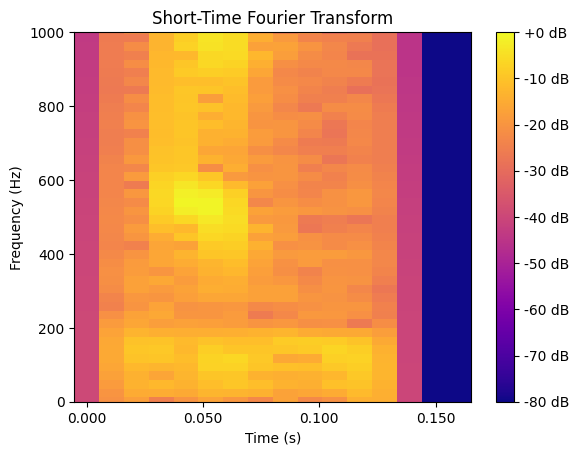 Short-Time Fourier Transform
1000
800
600
400
200
0
Frequency (Hz)
0.000
0.050
0.100
0.150
Time (s)
+0 dB
-10 dB
-20 dB
-30 dB
-40 dB
-50 dB
-60 dB
-70 dB
-80 dB